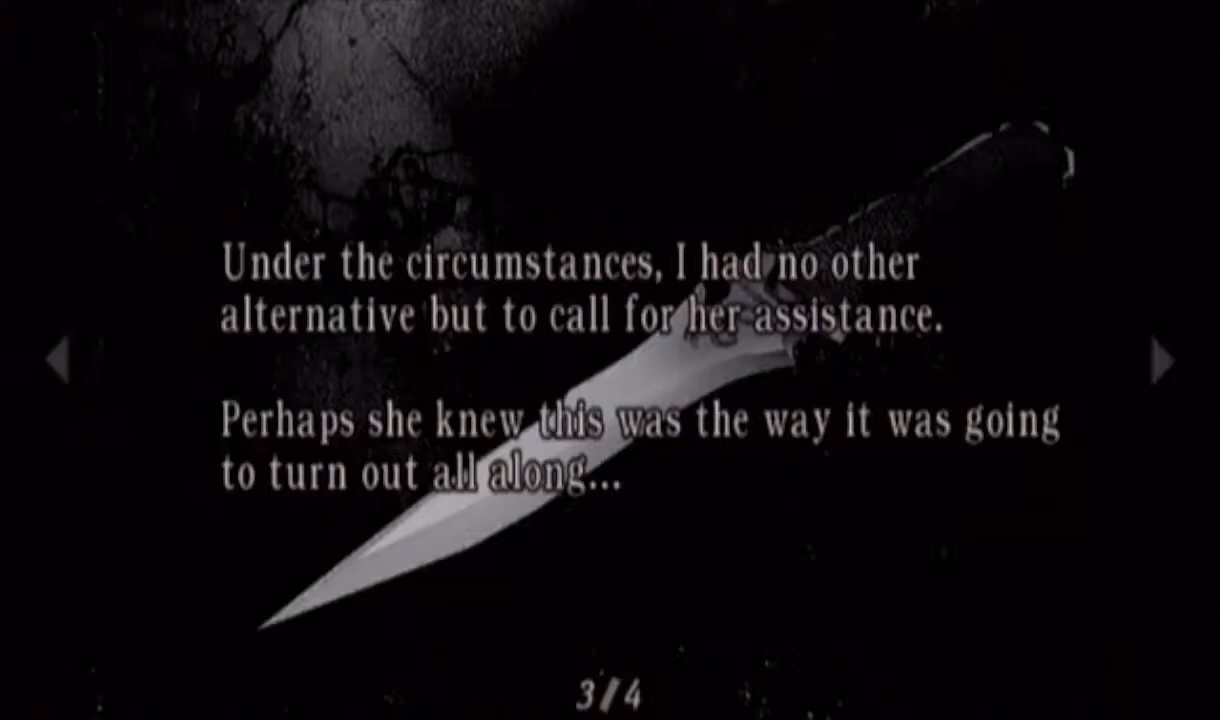 Under the circumstances, I had no other
alternative but to call for her assistance.
Perhaps she knew this was the way it was going
to turn out all along...
3/4